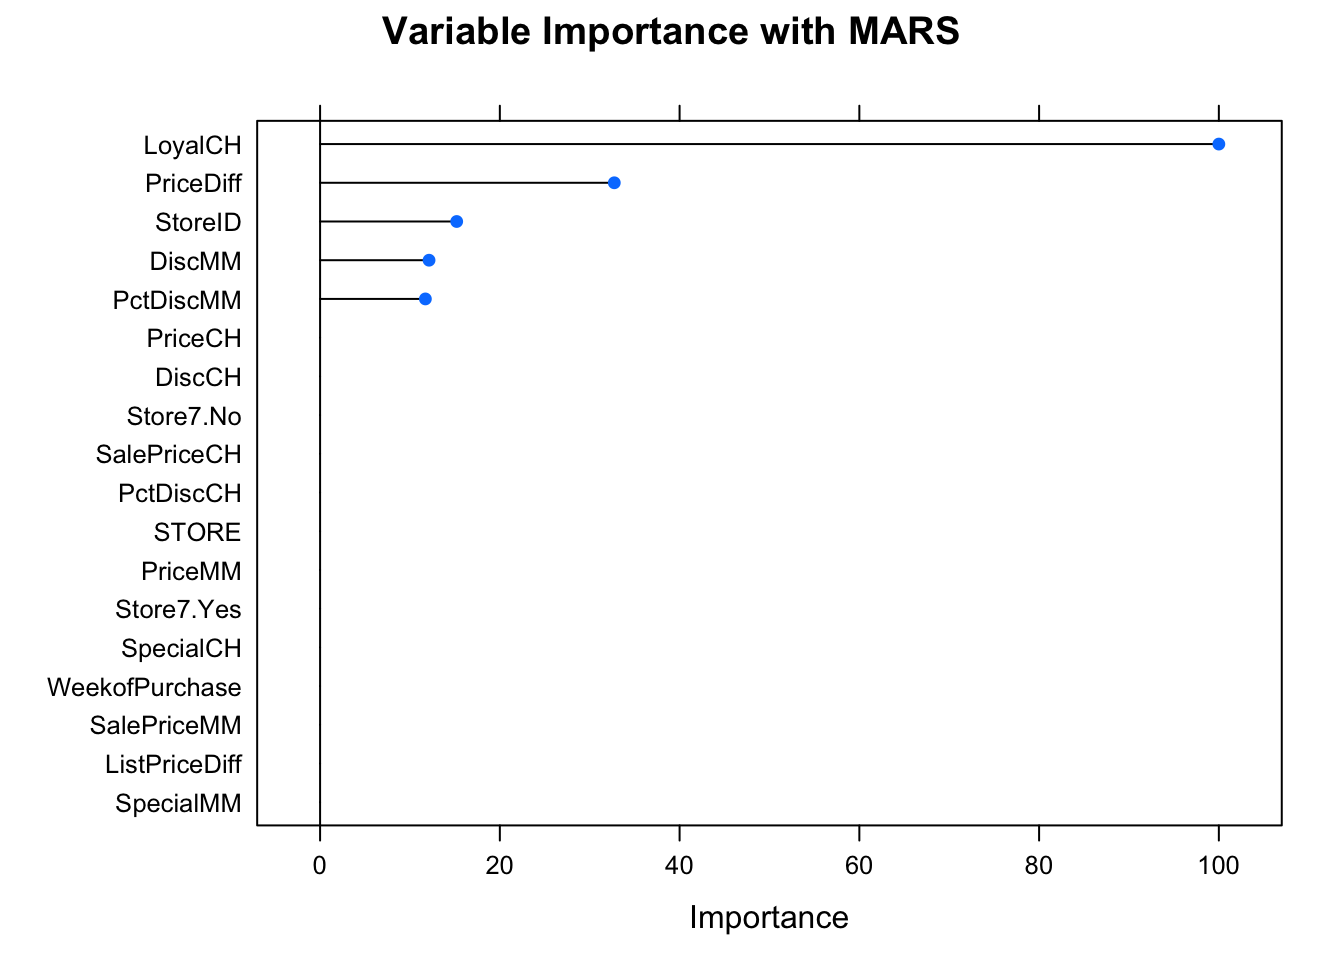 Variable Importance with MARS
LoyalCH
PriceDiff
StoreID
DiscMM
PctDiscMM
PriceCH
DiscCH
Store7.No
SalePriceCH
PctDiscCH
STORE
PriceMM
Store7.Yes
SpecialCH
WeekofPurchase
SalePriceMM
ListPriceDiff
SpecialMM
0 20 40 60 80 100
Importance